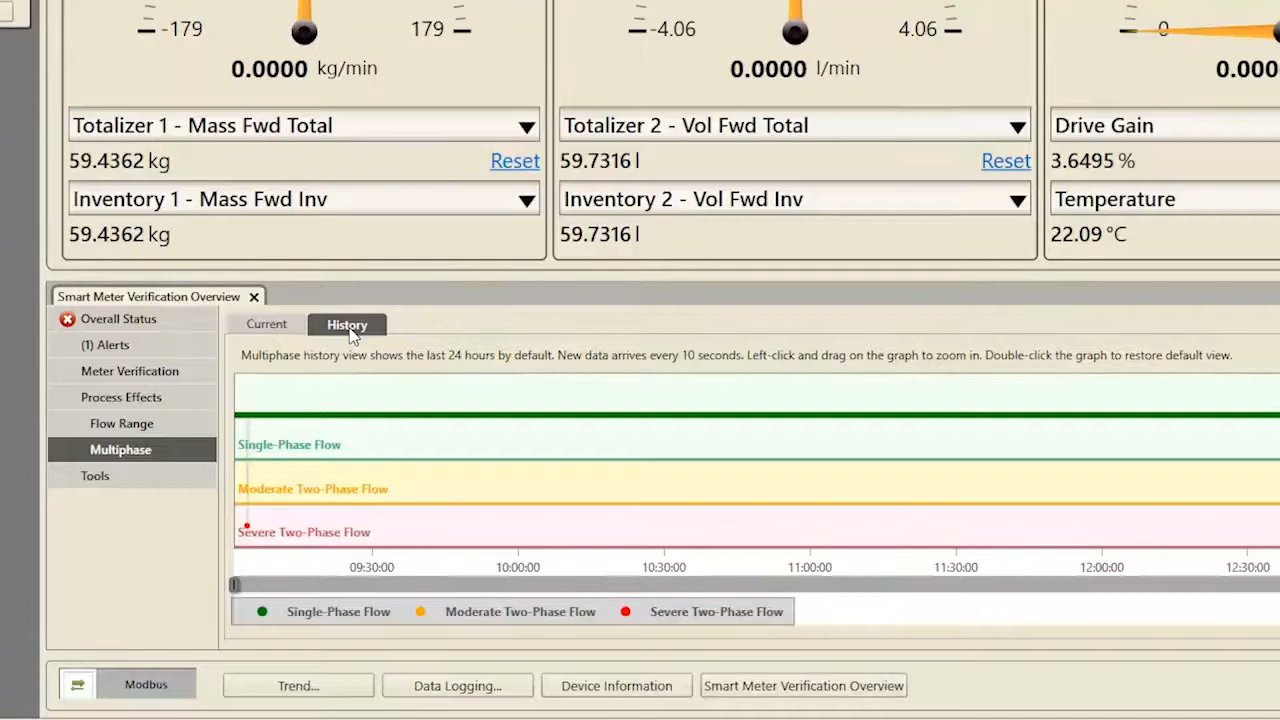 -179 179 -4.06 4.06 0
0.0000 kg/min 0.0000 l/min 0.000
Totalizer 1 - Mass Fwd Total Totalizer 2 - Vol Fwd Total Drive Gain
59.4362 kg Reset 59.7316 l Reset 3.6495 %
Inventory 1 - Mass Fwd Inv Inventory 2 - Vol Fwd Inv Temperature
59.4362 kg 59.7316 l 22.09 °C
Smart Meter Verification Overview
Overall Status
(1) Alerts
Meter Verification
Process Effects
Flow Range
Multiphase
Tools
Current History
Multiphase history view shows the last 24 hours by default. New data arrives every 10 seconds. Left-click and drag on the graph to zoom in. Double-click the graph to restore default view.
Single-Phase Flow
Moderate Two-Phase Flow
Severe Two-Phase Flow
09:30:00 10:00:00 10:30:00 11:00:00 11:30:00 12:00:00 12:30:00
Single-Phase Flow Moderate Two-Phase Flow Severe Two-Phase Flow
Modbus Trend... Data Logging... Device Information Smart Meter Verification Overview